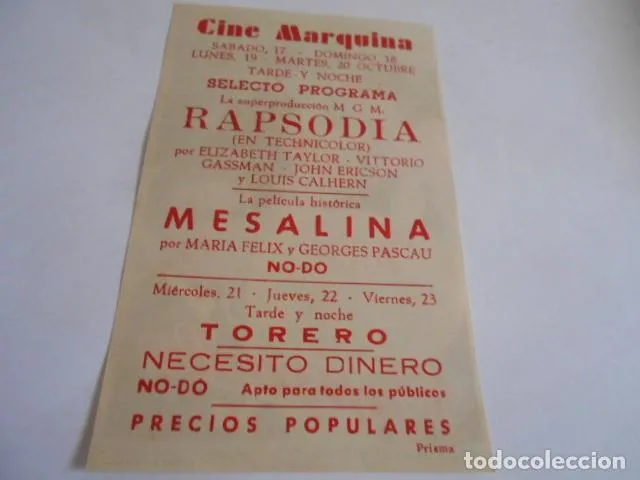 Cine Marquina
SABADO, 17 - DOMINGO, 18
LUNES, 19 - MARTES, 20 OCTUBRE
TARDE Y NOCHE
SELECTO PROGRAMA
La superproducción M G M.
RAPSODIA
(EN TECHNICOLOR)
por ELIZABETH TAYLOR - VITTORIO
GASSMAN - JOHN ERICSON
y LOUIS CALHERN
La película histórica
MESALINA
por MARIA FELIX y GEORGES PASCAU
NO-DO
Miércoles, 21 - Jueves, 22 - Viernes, 23
Tarde y noche
TORERO
NECESITO DINERO
NO-DO Apto para todos los públicos
PRECIOS POPULARES
Prisma
todocoleccion